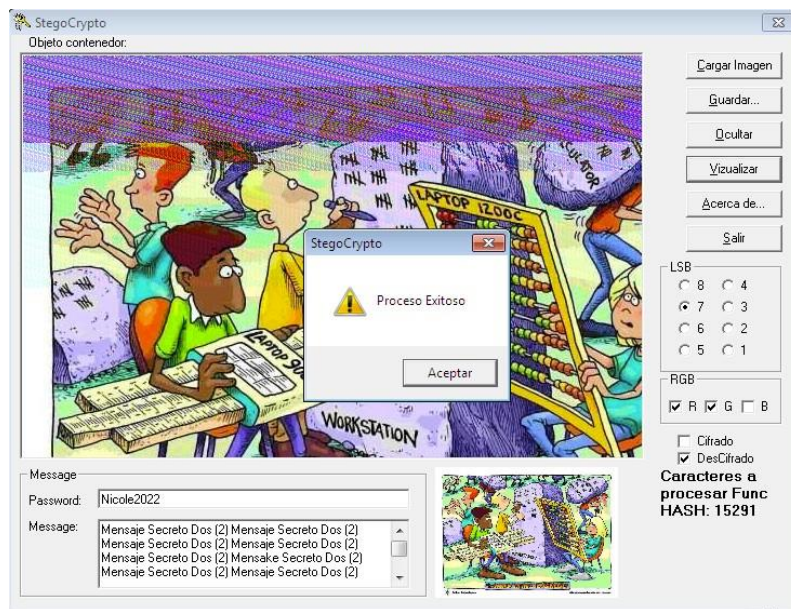 StegoCrypto
Objeto contenedor:
Cargar Imagen
Guardar...
Ocultar
Vizualizar
Acerca de...
Salir
LAPTOP 1200C
StegoCrypto
Proceso Exitoso
Aceptar
LSB
8 4
7 3
6 2
5 1
RGB
R G B
Cifrado
DesCifrado
Caracteres a
procesar Func
HASH: 15291
WORKSTATION
Message
Password: Nicole2022
Message:
Mensaje Secreto Dos (2) Mensaje Secreto Dos (2)
Mensaje Secreto Dos (2) Mensaje Secreto Dos (2)
Mensaje Secreto Dos (2) Mensake Secreto Dos (2)
Mensaje Secreto Dos (2) Mensaje Secreto Dos (2)